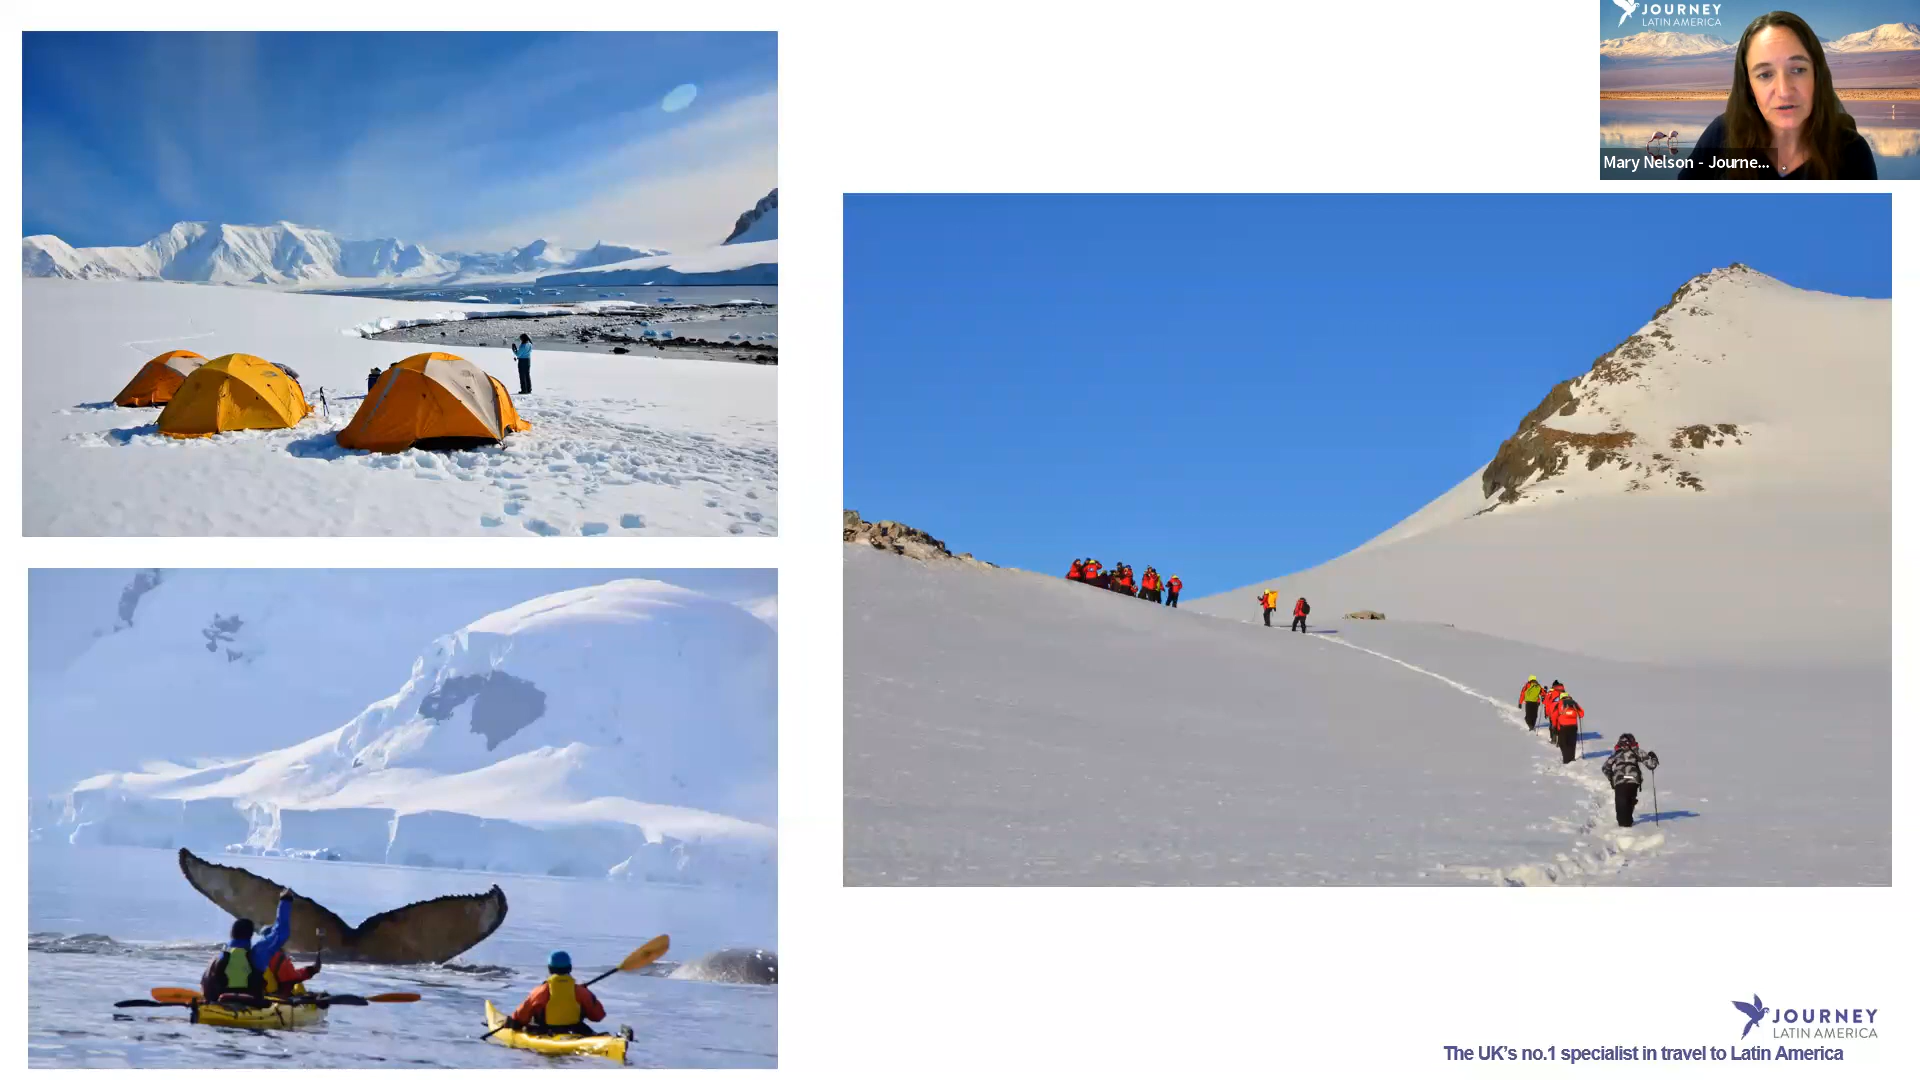 JOURNEY
LATIN AMERICA
Mary Nelson - Journe...
JOURNEY
LATIN AMERICA
The UK's no.1 specialist in travel to Latin America